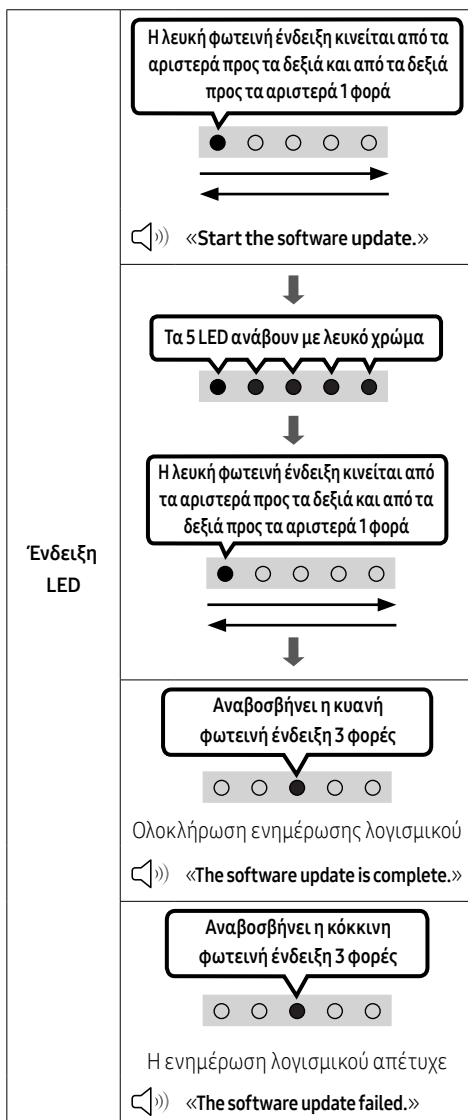 Η λευκή φωτεινή ένδειξη κινείται από τα
αριστερά προς τα δεξιά και από τα δεξιά
προς τα αριστερά 1 φορά
«Start the software update.»
Τα 5 LED ανάβουν με λευκό χρώμα
Η λευκή φωτεινή ένδειξη κινείται από
τα αριστερά προς τα δεξιά και από τα
δεξιά προς τα αριστερά 1 φορά
Ένδειξη
LED
Αναβοσβήνει η κυανή
φωτεινή ένδειξη 3 φορές
Ολοκλήρωση ενημέρωσης λογισμικού
«The software update is complete.»
Αναβοσβήνει η κόκκινη
φωτεινή ένδειξη 3 φορές
Η ενημέρωση λογισμικού απέτυχε
«The software update failed.»